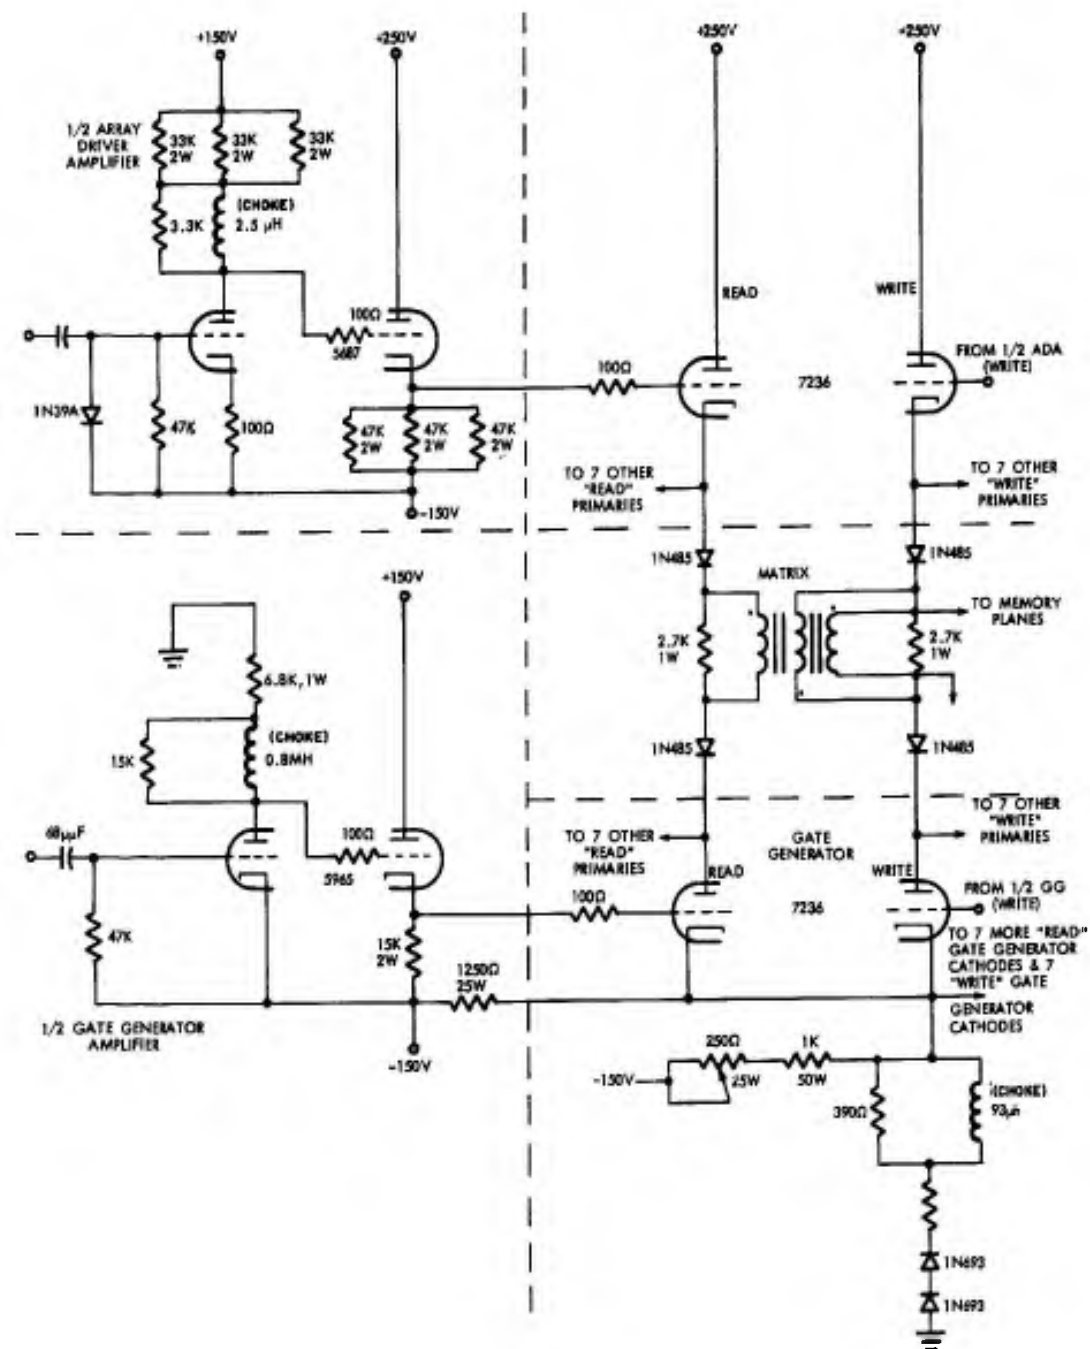 +150V
+250V
1/2 ARRAY
DRIVER
AMPLIFIER
33K
2W
33K
2W
33K
2W
3.3K
(CHOKE)
2.5 μH
100Ω
5687
1N39A
47K
100Ω
47K
2W
47K
2W
47K
2W
-150V
+250V
+250V
READ
WRITE
100Ω
7236
FROM 1/2 ADA
(WRITE)
TO 7 OTHER
"READ"
PRIMARIES
TO 7 OTHER
"WRITE"
PRIMARIES
1N485
MATRIX
1N485
TO MEMORY
PLANES
2.7K
1W
2.7K
1W
1N485
1N485
+150V
6.8K, 1W
(CHOKE)
0.8MH
15K
68μμF
100Ω
5965
47K
15K
2W
1250Ω
25W
1/2 GATE GENERATOR
AMPLIFIER
-150V
TO 7 OTHER
"READ"
PRIMARIES
GATE
GENERATOR
TO 7 OTHER
"WRITE"
PRIMARIES
READ
WRITE
100Ω
7236
FROM 1/2 GG
(WRITE)
TO 7 MORE "READ"
GATE GENERATOR
CATHODES & 7
"WRITE" GATE
GENERATOR
CATHODES
250Ω
25W
1K
50W
-150V
390Ω
(CHOKE)
93μh
1N693
1N693